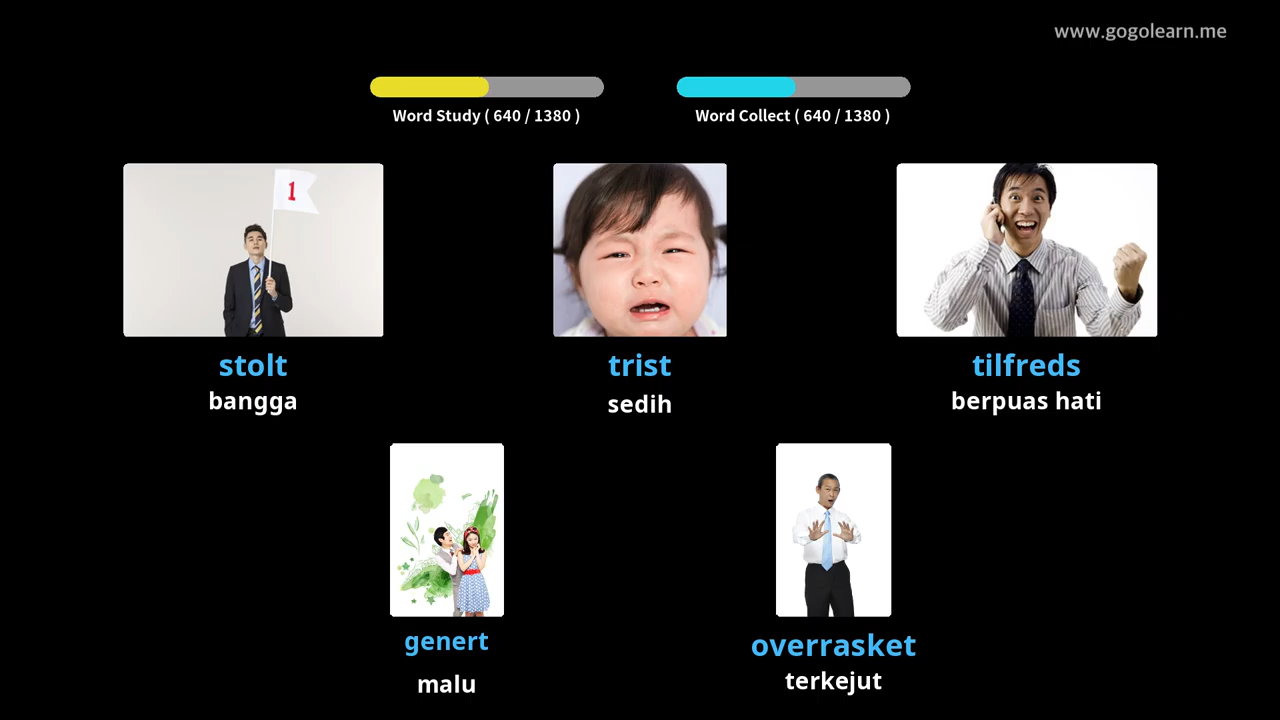 www.gogolearn.me
Word Study ( 640 / 1380 )
Word Collect ( 640 / 1380 )
1
stolt
bangga
trist
sedih
tilfreds
berpuas hati
genert
malu
overrasket
terkejut